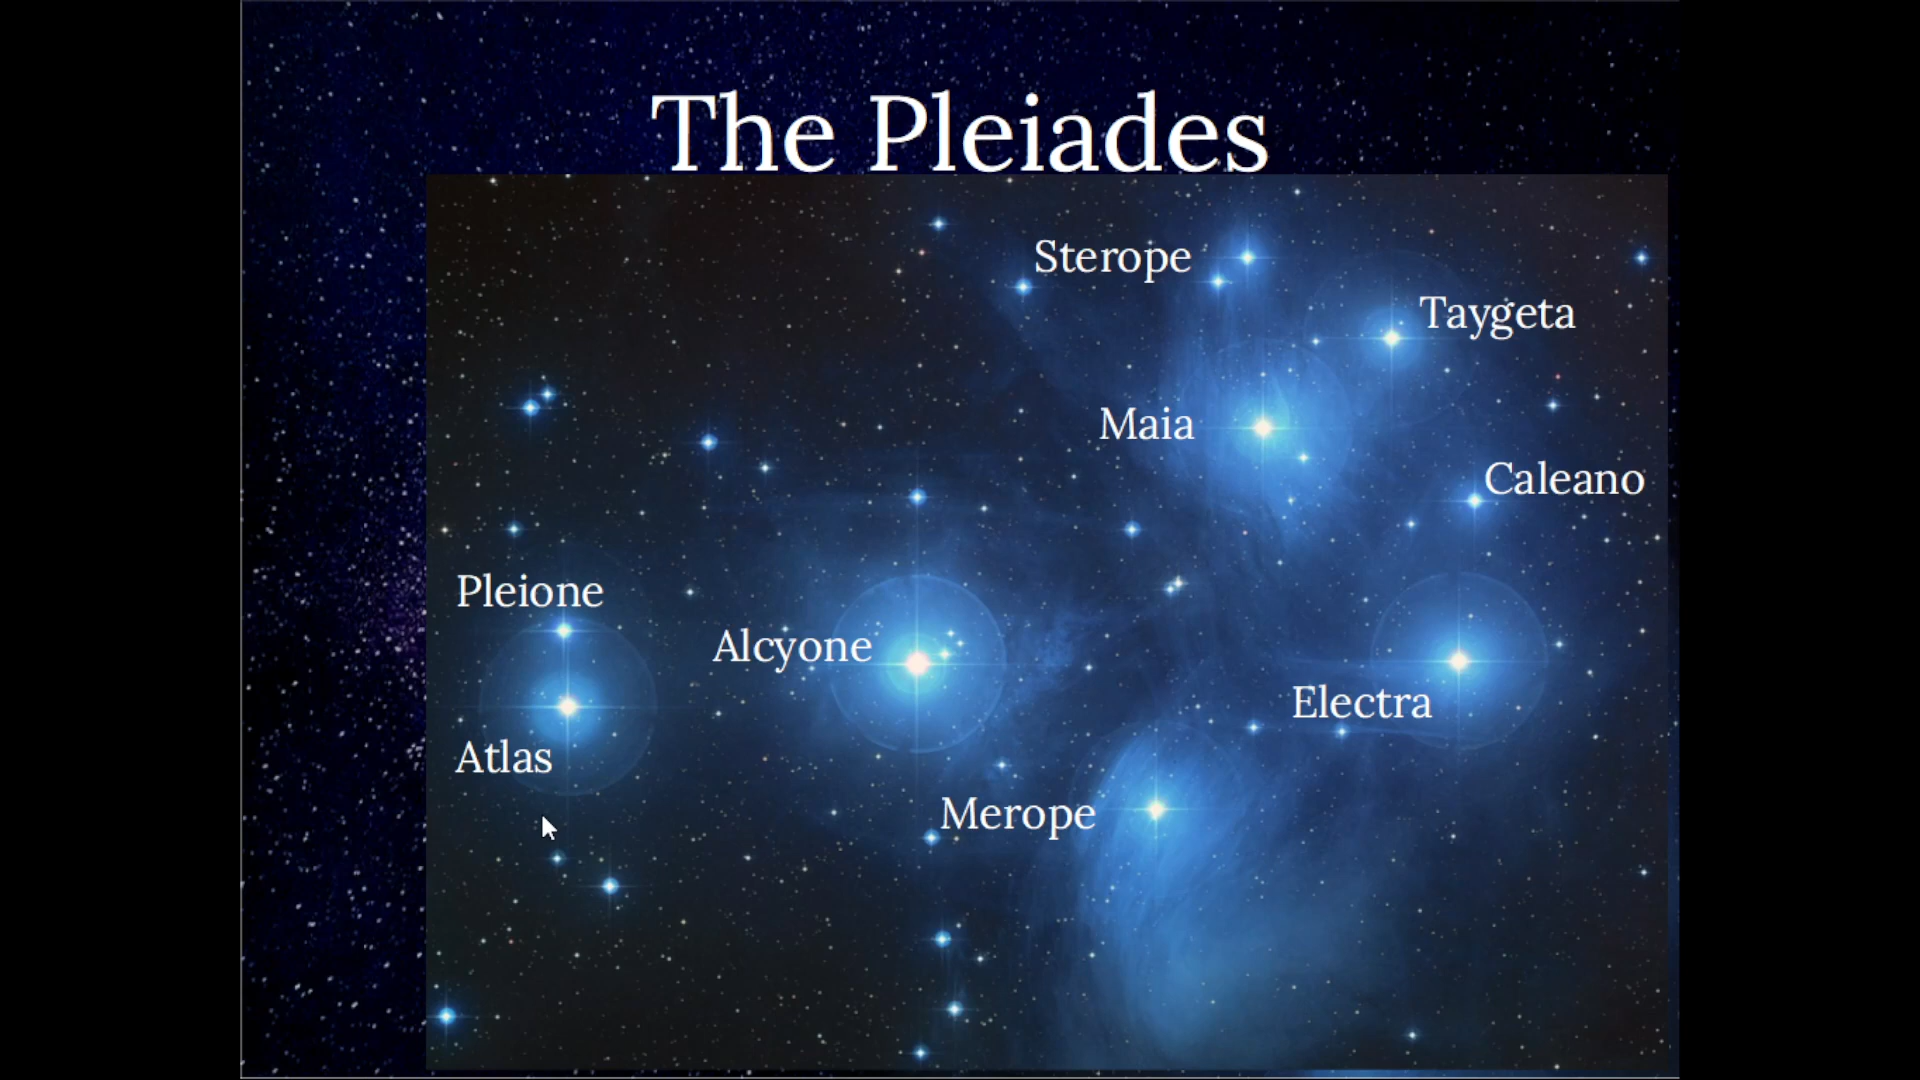 The Pleiades
Sterope
Taygeta
Maia
Caleano
Pleione
Alcyone
Electra
Atlas
Merope